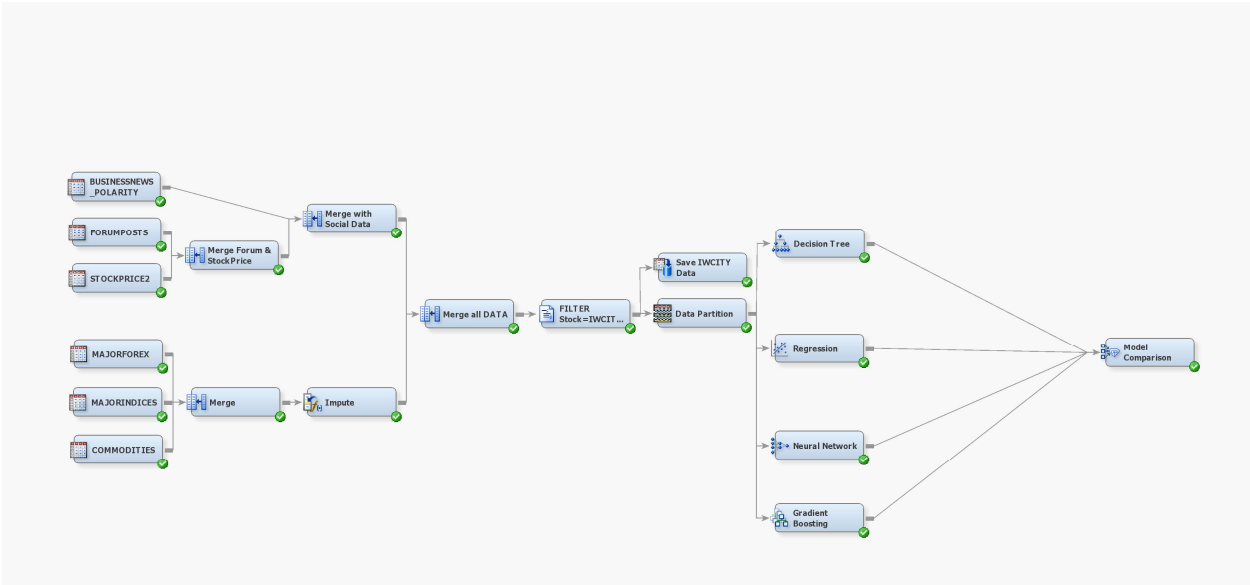 BUSINESSNEWS
_POLARITY
FORUMPOSTS
STOCKPRICE2
Merge Forum &
StockPrice
Merge with
Social Data
MAJORFOREX
MAJORINDICES
COMMODITIES
Merge
Impute
Merge all DATA
FILTER
Stock=IWCIT...
Save IWCITY
Data
Data Partition
Decision Tree
Regression
Neural Network
Gradient
Boosting
Model
Comparison